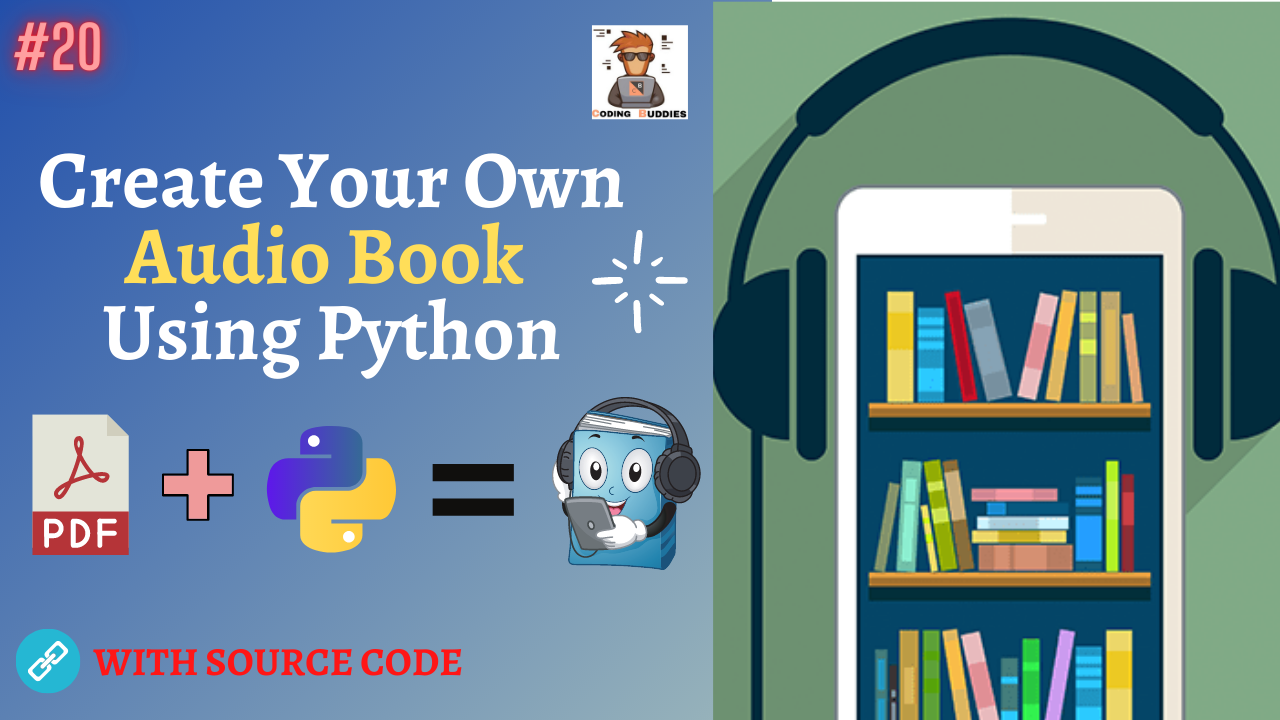 #20
CODING BUDDIES
Create Your Own
Audio Book
Using Python
PDF
WITH SOURCE CODE